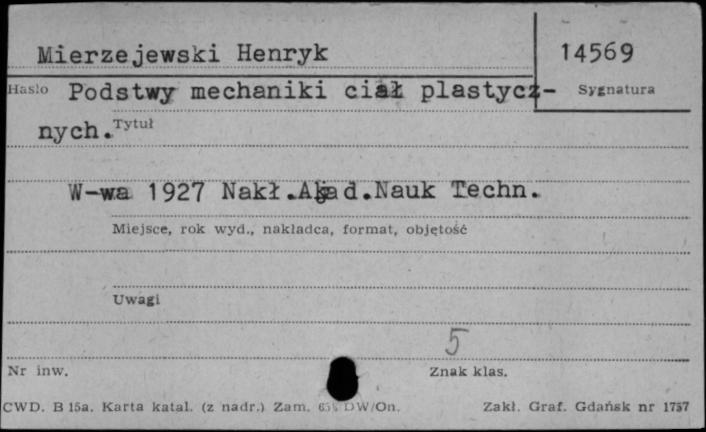 Mierzejewski Henryk
14569
Hasło Podstwy mechaniki ciał plastycz-
Sygnatura
nych. Tytuł
W-wa 1927 Nakł.Akad.Nauk Techn.
Miejsce, rok wyd., nakładca, format, objętość
Uwagi
5
Nr inw.
Znak klas.
CWD. B 15a. Karta katal. (z nadr.) Zam. DW/On.
Zakł. Graf. Gdańsk nr 1757